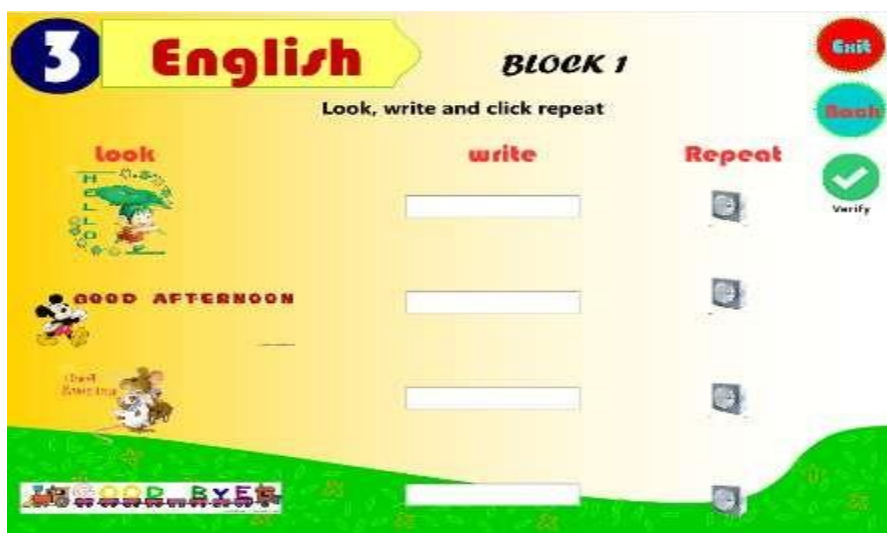 3 English BLOCK 1
Exit
Look, write and click repeat
Back
look write Repeat
HELLO
Verify
GOOD AFTERNOON
GOOD BYE